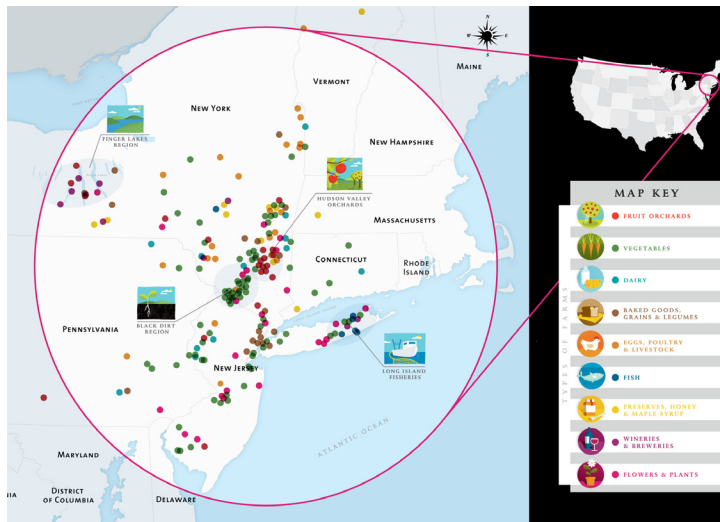 N
W
E
S
MAINE
VERMONT
NEW YORK
FINGER LAKES
REGION
NEW HAMPSHIRE
HUDSON VALLEY
ORCHARDS
MASSACHUSETTS
CONNECTICUT
RHODE
ISLAND
BLACK DIRT
REGION
PENNSYLVANIA
NEW JERSEY
LONG ISLAND
FISHERIES
ATLANTIC OCEAN
MARYLAND
DISTRICT
OF COLUMBIA
DELAWARE
NIA
MAP KEY
TYPES OF FARMS
FRUIT ORCHARDS
VEGETABLES
DAIRY
BAKED GOODS,
GRAINS & LEGUMES
EGGS, POULTRY
& LIVESTOCK
FISH
PRESERVES, HONEY
& MAPLE SYRUP
WINERIES
& BREWERIES
FLOWERS & PLANTS